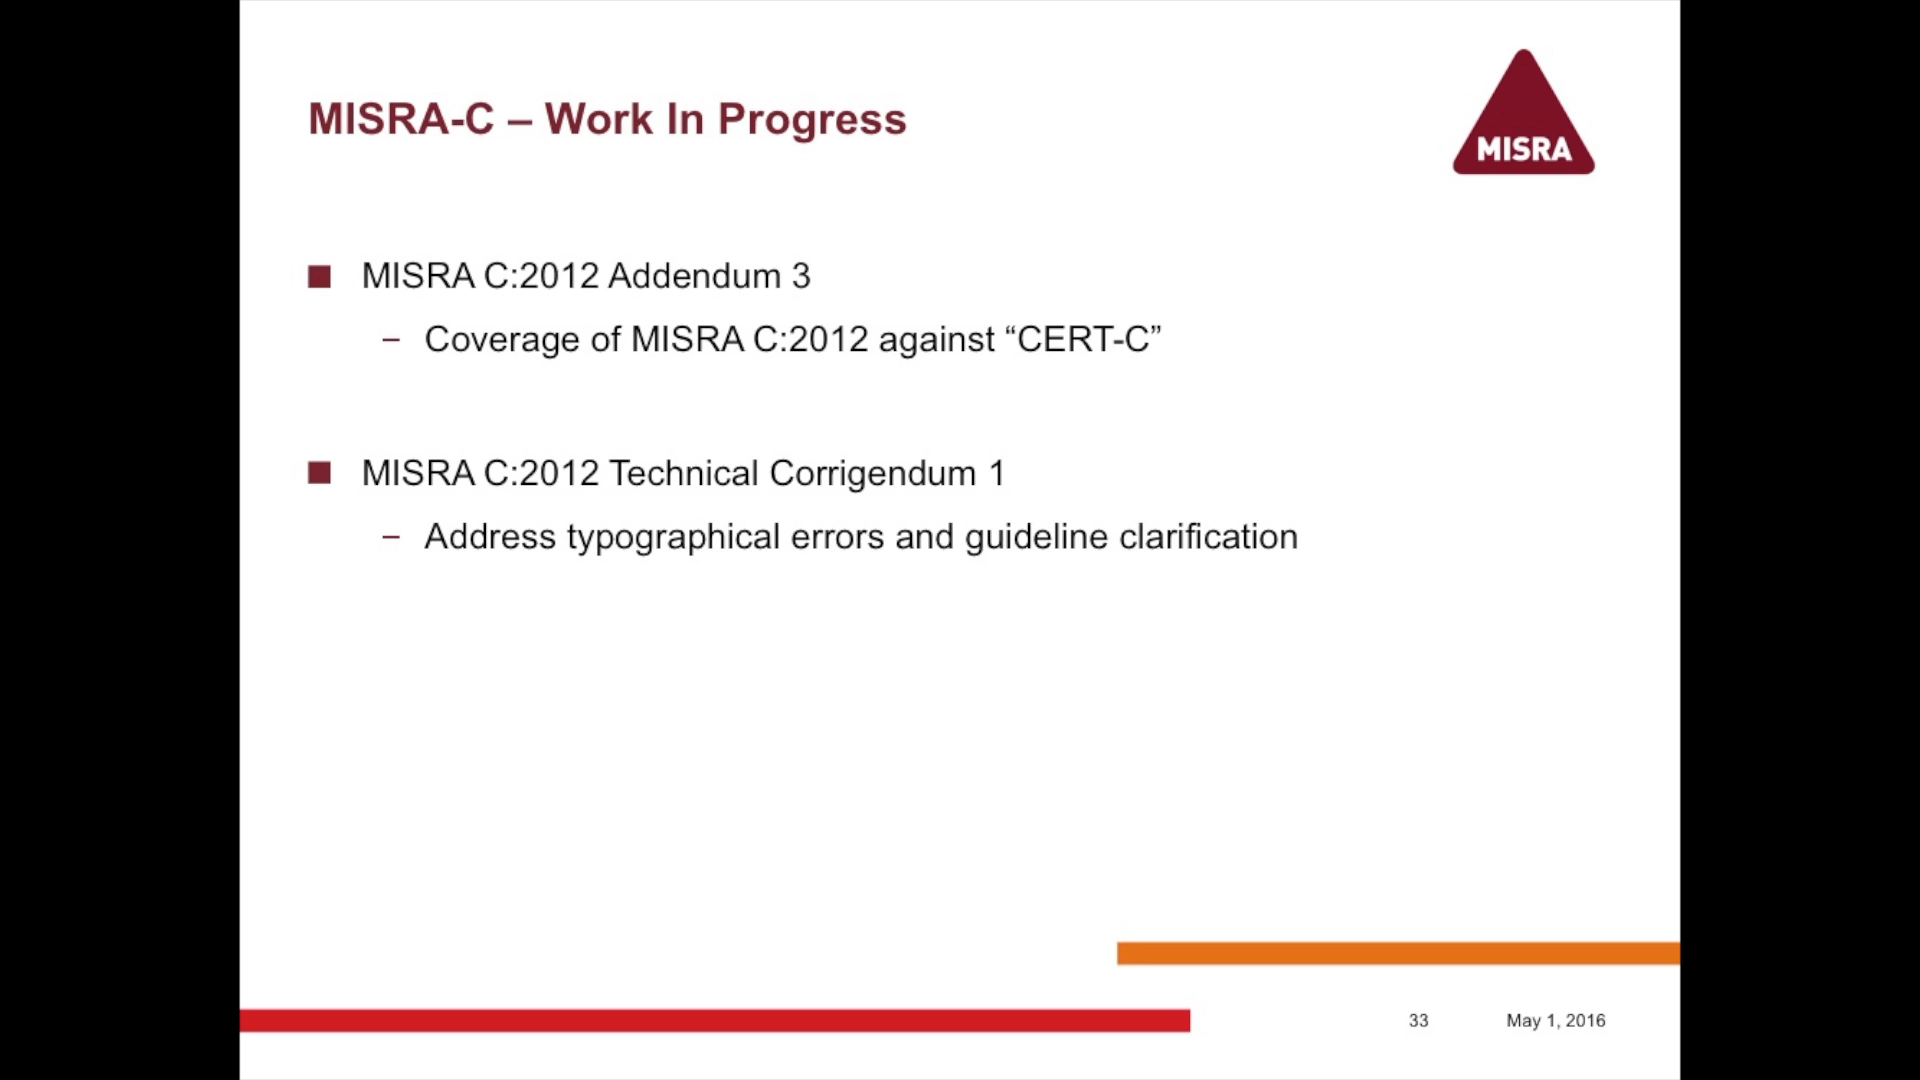 MISRA-C – Work In Progress
MISRA
MISRA C:2012 Addendum 3
– Coverage of MISRA C:2012 against “CERT-C”
MISRA C:2012 Technical Corrigendum 1
– Address typographical errors and guideline clarification
33 May 1, 2016